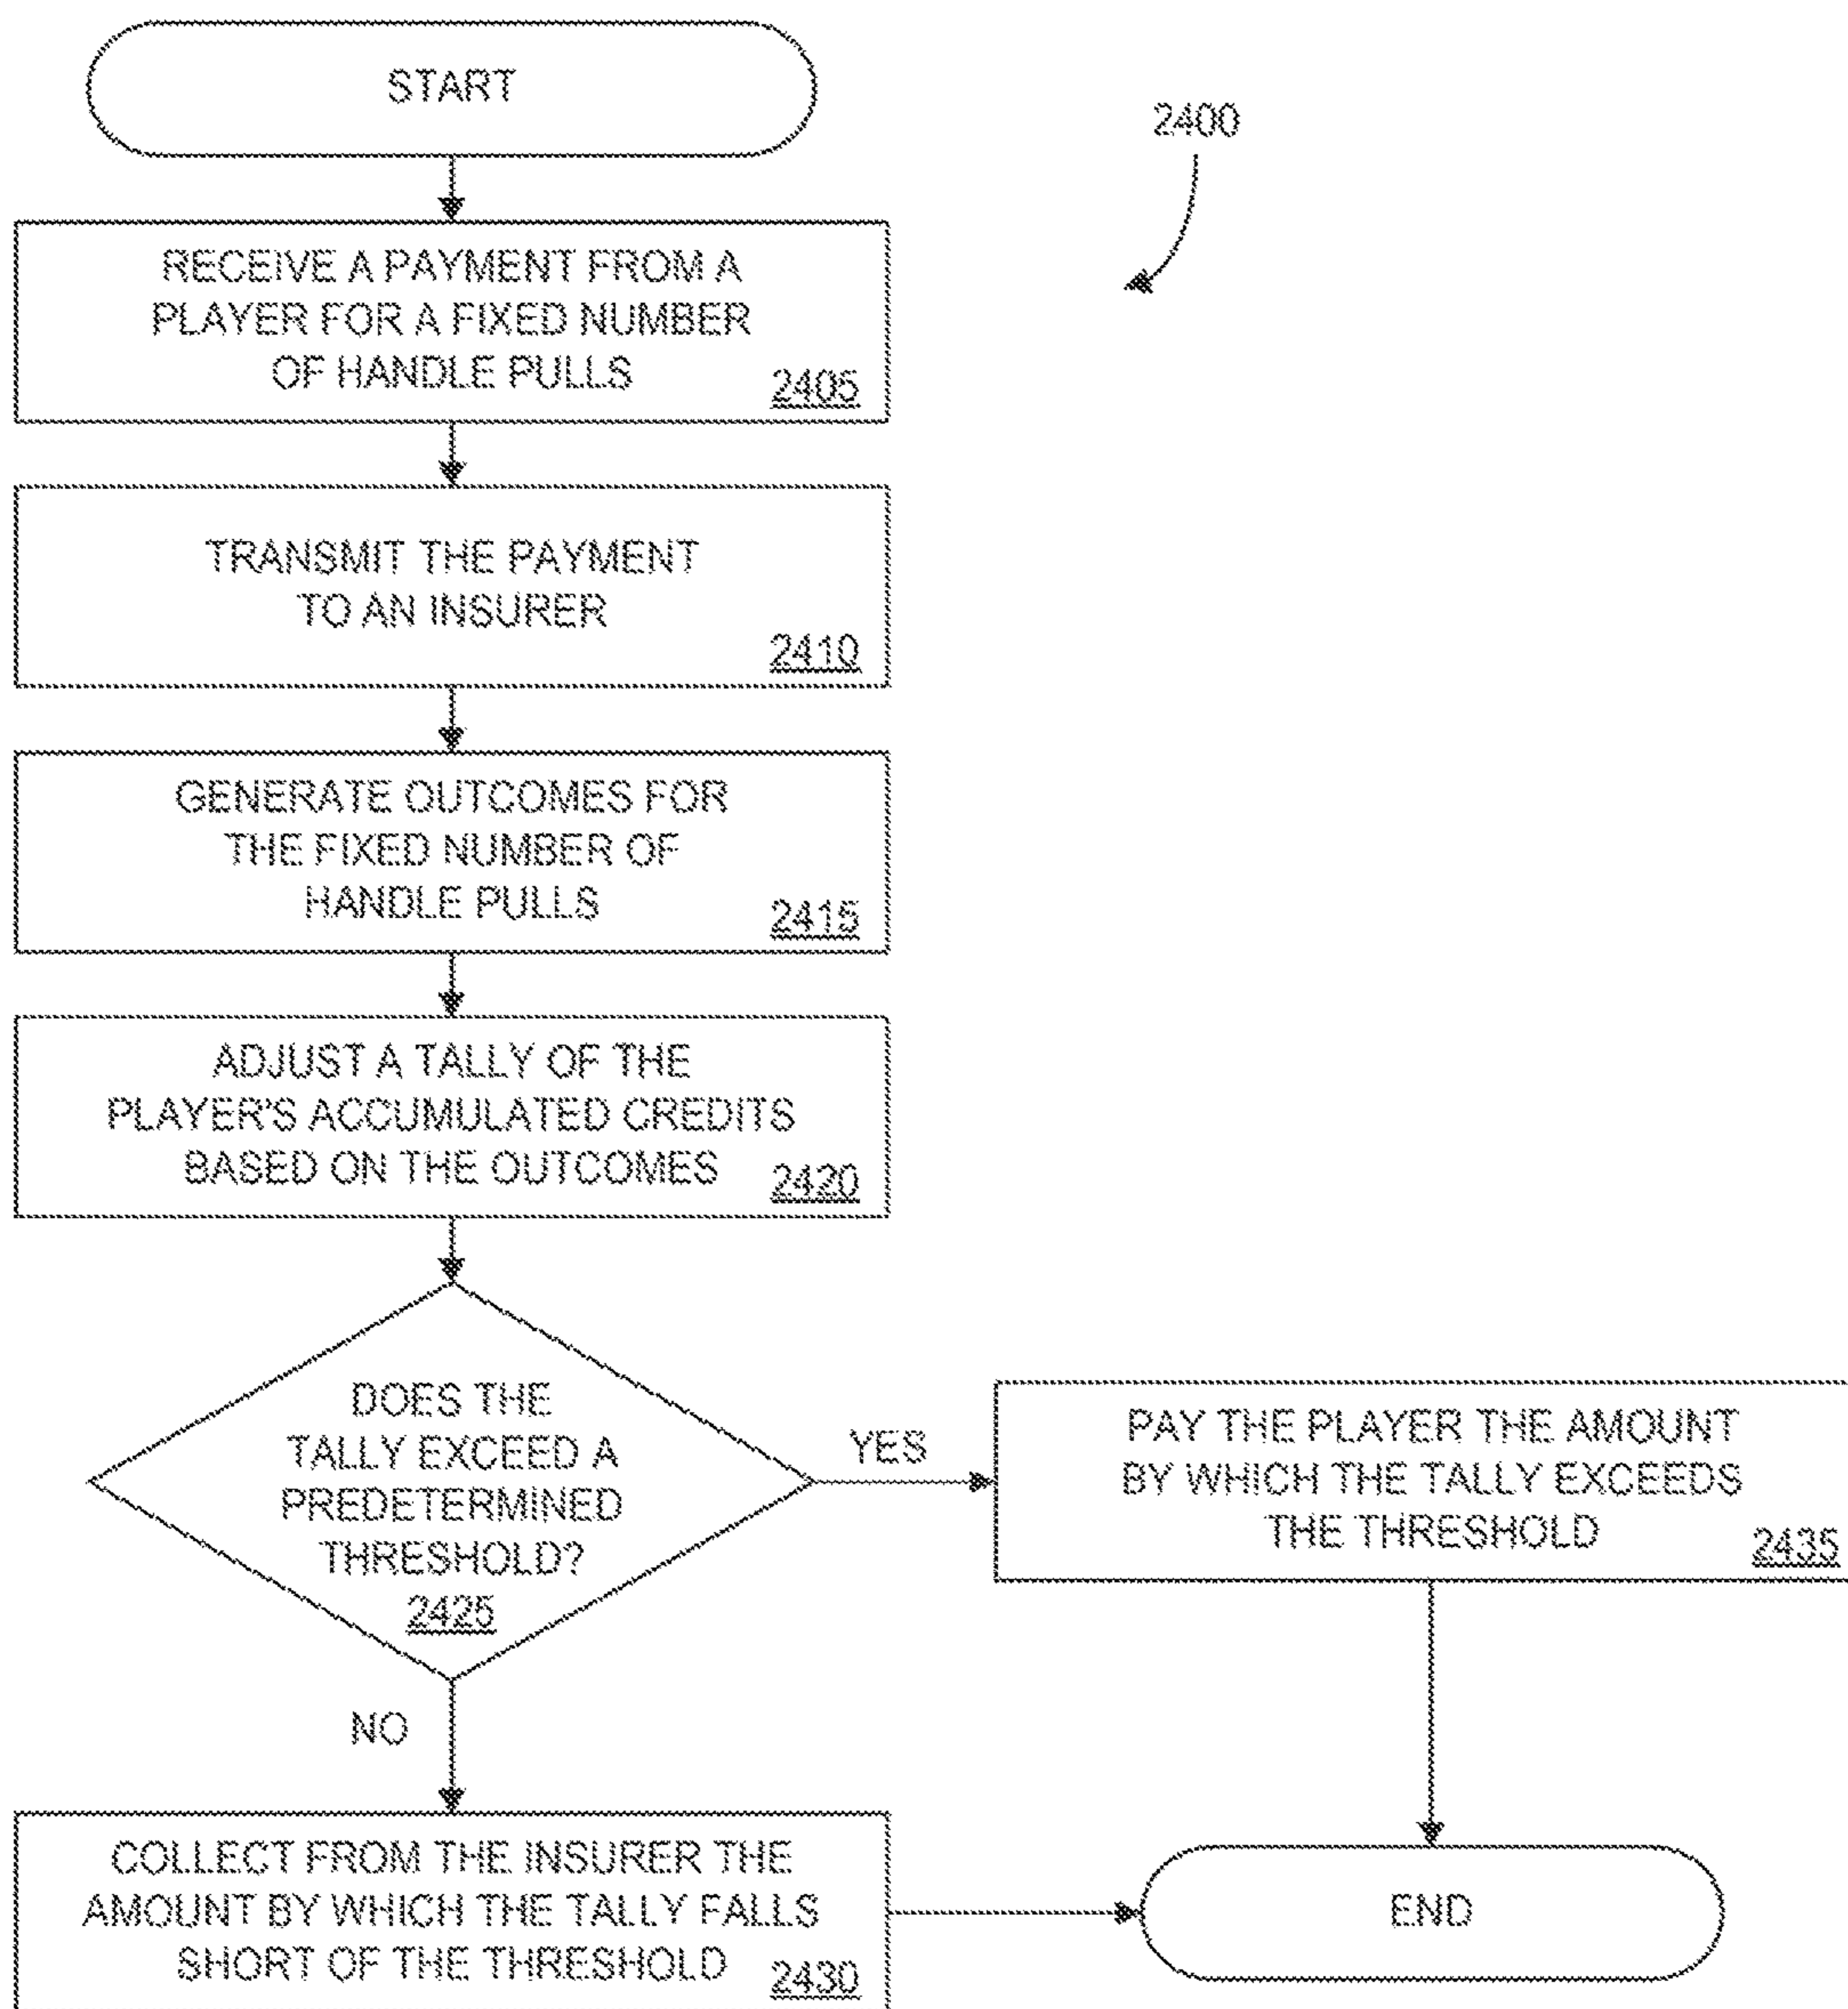 START
2400
RECEIVE A PAYMENT FROM A
PLAYER FOR A FIXED NUMBER
OF HANDLE PULLS
2405
TRANSMIT THE PAYMENT
TO AN INSURER
2410
GENERATE OUTCOMES FOR
THE FIXED NUMBER OF
HANDLE PULLS
2415
ADJUST A TALLY OF THE
PLAYER'S ACCUMULATED CREDITS
BASED ON THE OUTCOMES
2420
DOES THE
TALLY EXCEED A
PREDETERMINED
THRESHOLD?
2425
YES
PAY THE PLAYER THE AMOUNT
BY WHICH THE TALLY EXCEEDS
THE THRESHOLD
2435
NO
COLLECT FROM THE INSURER THE
AMOUNT BY WHICH THE TALLY FALLS
SHORT OF THE THRESHOLD
2430
END